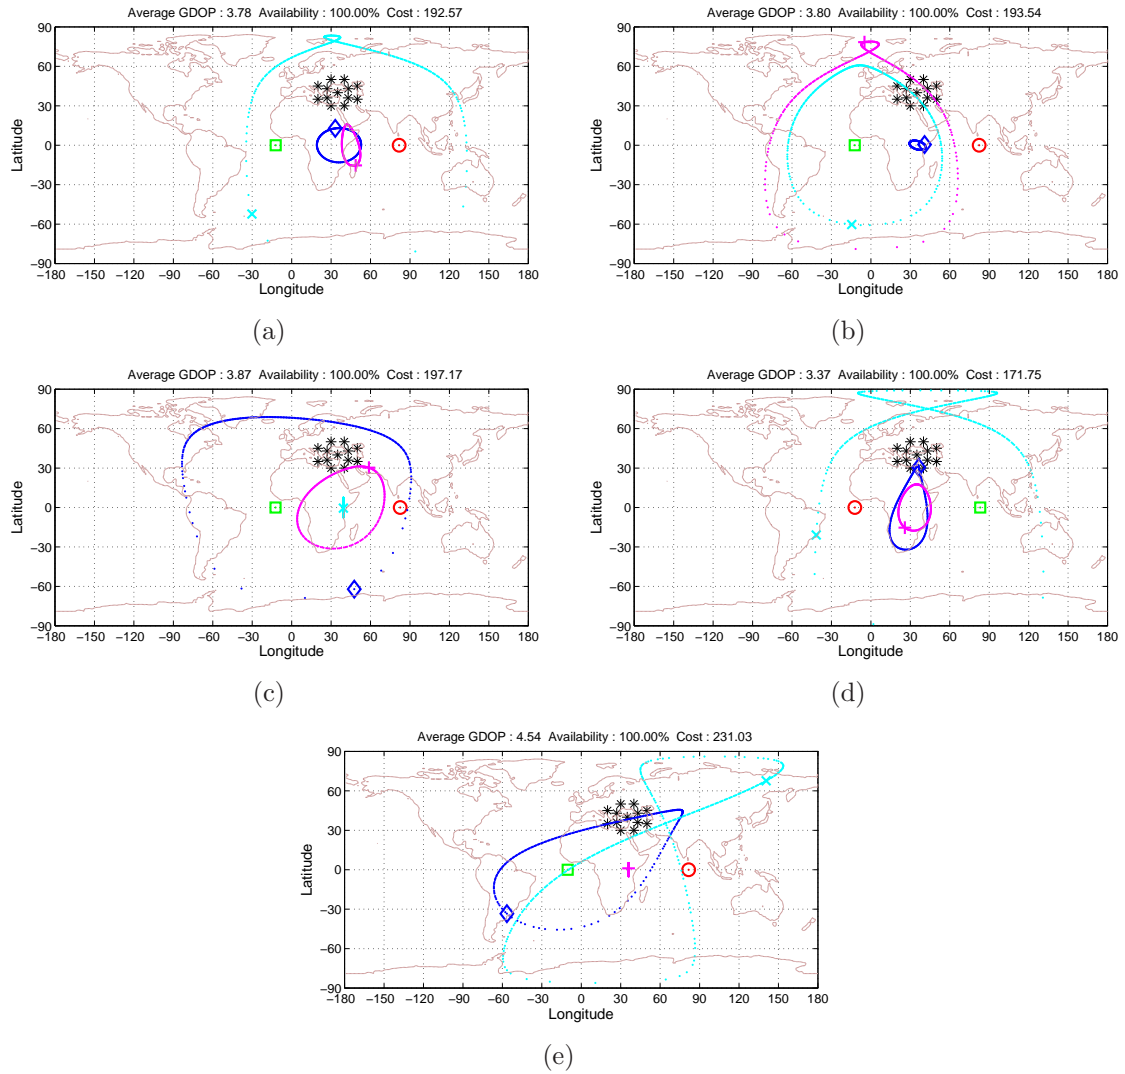 Average GDOP : 3.78 Availability : 100.00% Cost : 192.57
90
60
30
0
−30
−60
−90
Latitude
−180 −150 −120 −90 −60 −30 0 30 60 90 120 150 180
Longitude
(a)
Average GDOP : 3.80 Availability : 100.00% Cost : 193.54
90
60
30
0
−30
−60
−90
Latitude
−180 −150 −120 −90 −60 −30 0 30 60 90 120 150 180
Longitude
(b)
Average GDOP : 3.87 Availability : 100.00% Cost : 197.17
90
60
30
0
−30
−60
−90
Latitude
−180 −150 −120 −90 −60 −30 0 30 60 90 120 150 180
Longitude
(c)
Average GDOP : 3.37 Availability : 100.00% Cost : 171.75
90
60
30
0
−30
−60
−90
Latitude
−180 −150 −120 −90 −60 −30 0 30 60 90 120 150 180
Longitude
(d)
Average GDOP : 4.54 Availability : 100.00% Cost : 231.03
90
60
30
0
−30
−60
−90
Latitude
−180 −150 −120 −90 −60 −30 0 30 60 90 120 150 180
Longitude
(e)